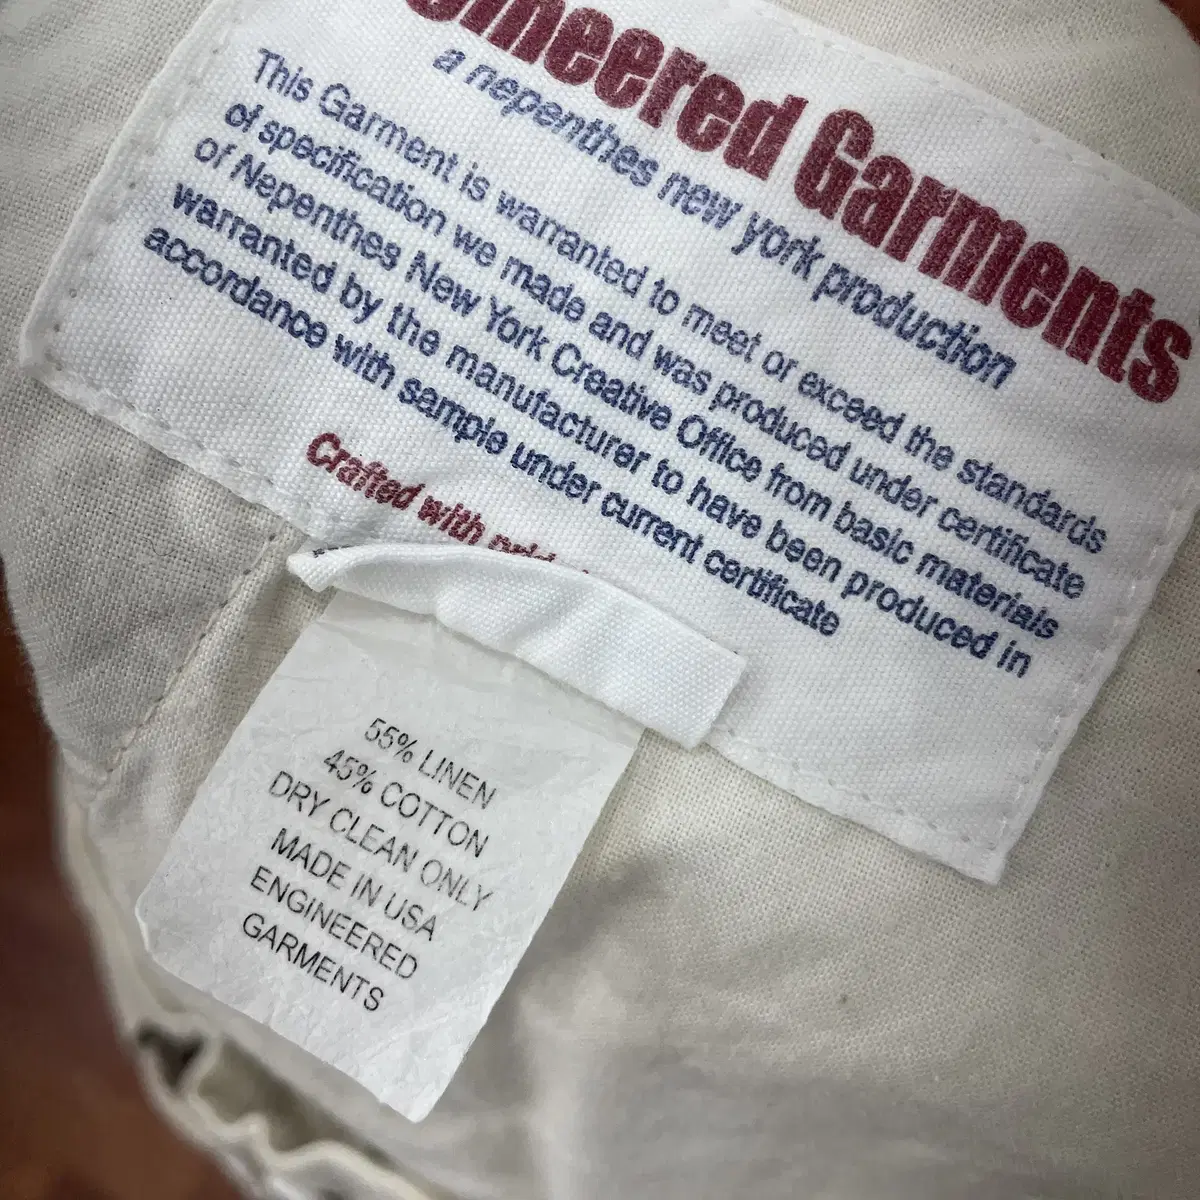 Garments
a nepenthes new york production
This Garment is warranted to meet or exceed the standards
of specification we made and was produced under certificate
of Nepenthes New York Creative Office from basic materials
warranted by the manufacturer to have been produced in
accordance with sample under current certificate
Crafted with
55% LINEN
45% COTTON
DRY CLEAN ONLY
MADE IN USA
ENGINEERED
GARMENTS